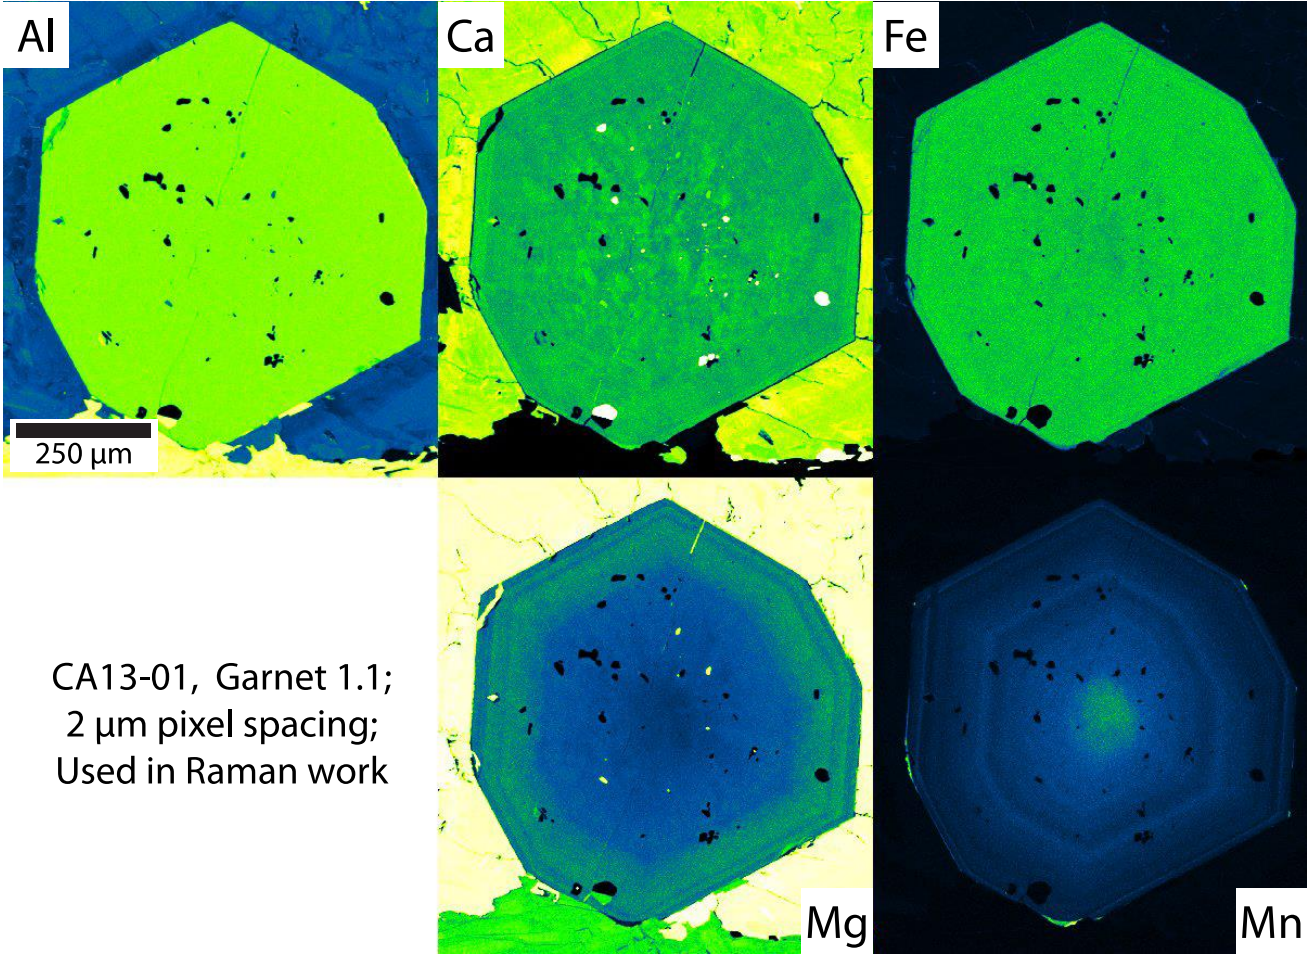 Al
Ca
Fe
250 µm
CA13-01, Garnet 1.1;
2 µm pixel spacing;
Used in Raman work
Mg
Mn